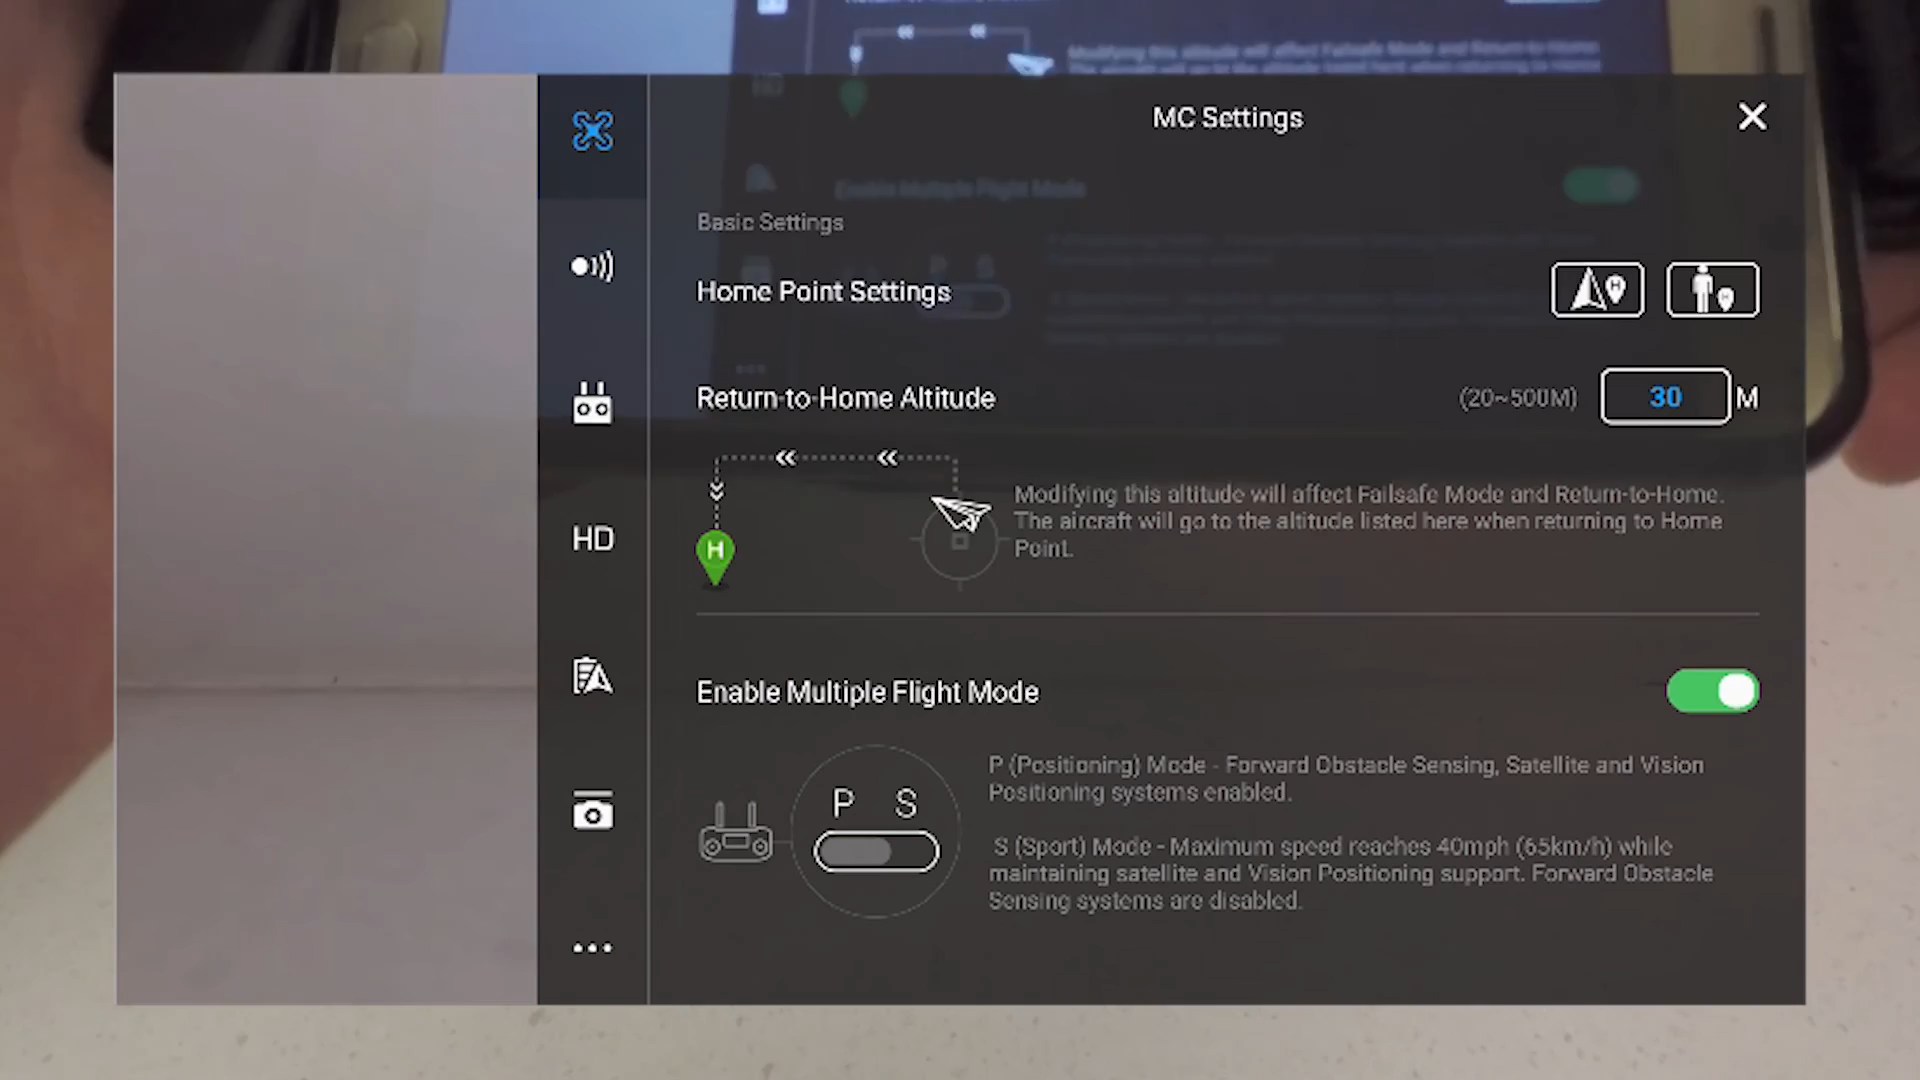 MC Settings
Basic Settings
Home Point Settings
Return-to-Home Altitude (20~500M) 30 M
Modifying this altitude will affect Failsafe Mode and Return-to-Home.
The aircraft will go to the altitude listed here when returning to Home
Point.
H
HD
Enable Multiple Flight Mode
P (Positioning) Mode - Forward Obstacle Sensing, Satellite and Vision
Positioning systems enabled.
P S
S (Sport) Mode - Maximum speed reaches 40mph (65km/h) while
maintaining satellite and Vision Positioning support. Forward Obstacle
Sensing systems are disabled.